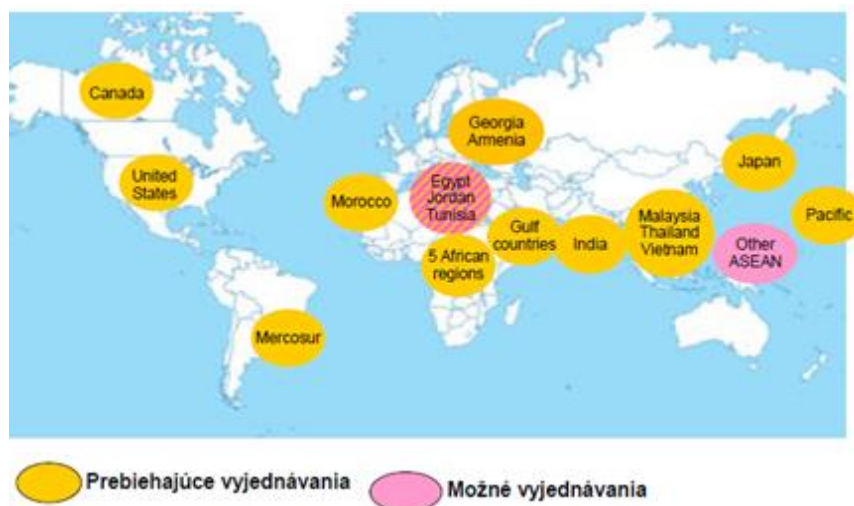 Canada
United
States
Mercosur
Morocco
Georgia
Armenia
Egypt
Jordan
Tunisia
5 African
regions
Gulf
countries
India
Malaysia
Thailand
Vietnam
Japan
Other
ASEAN
Pacific
Prebiehajúce vyjednávania
Možné vyjednávania